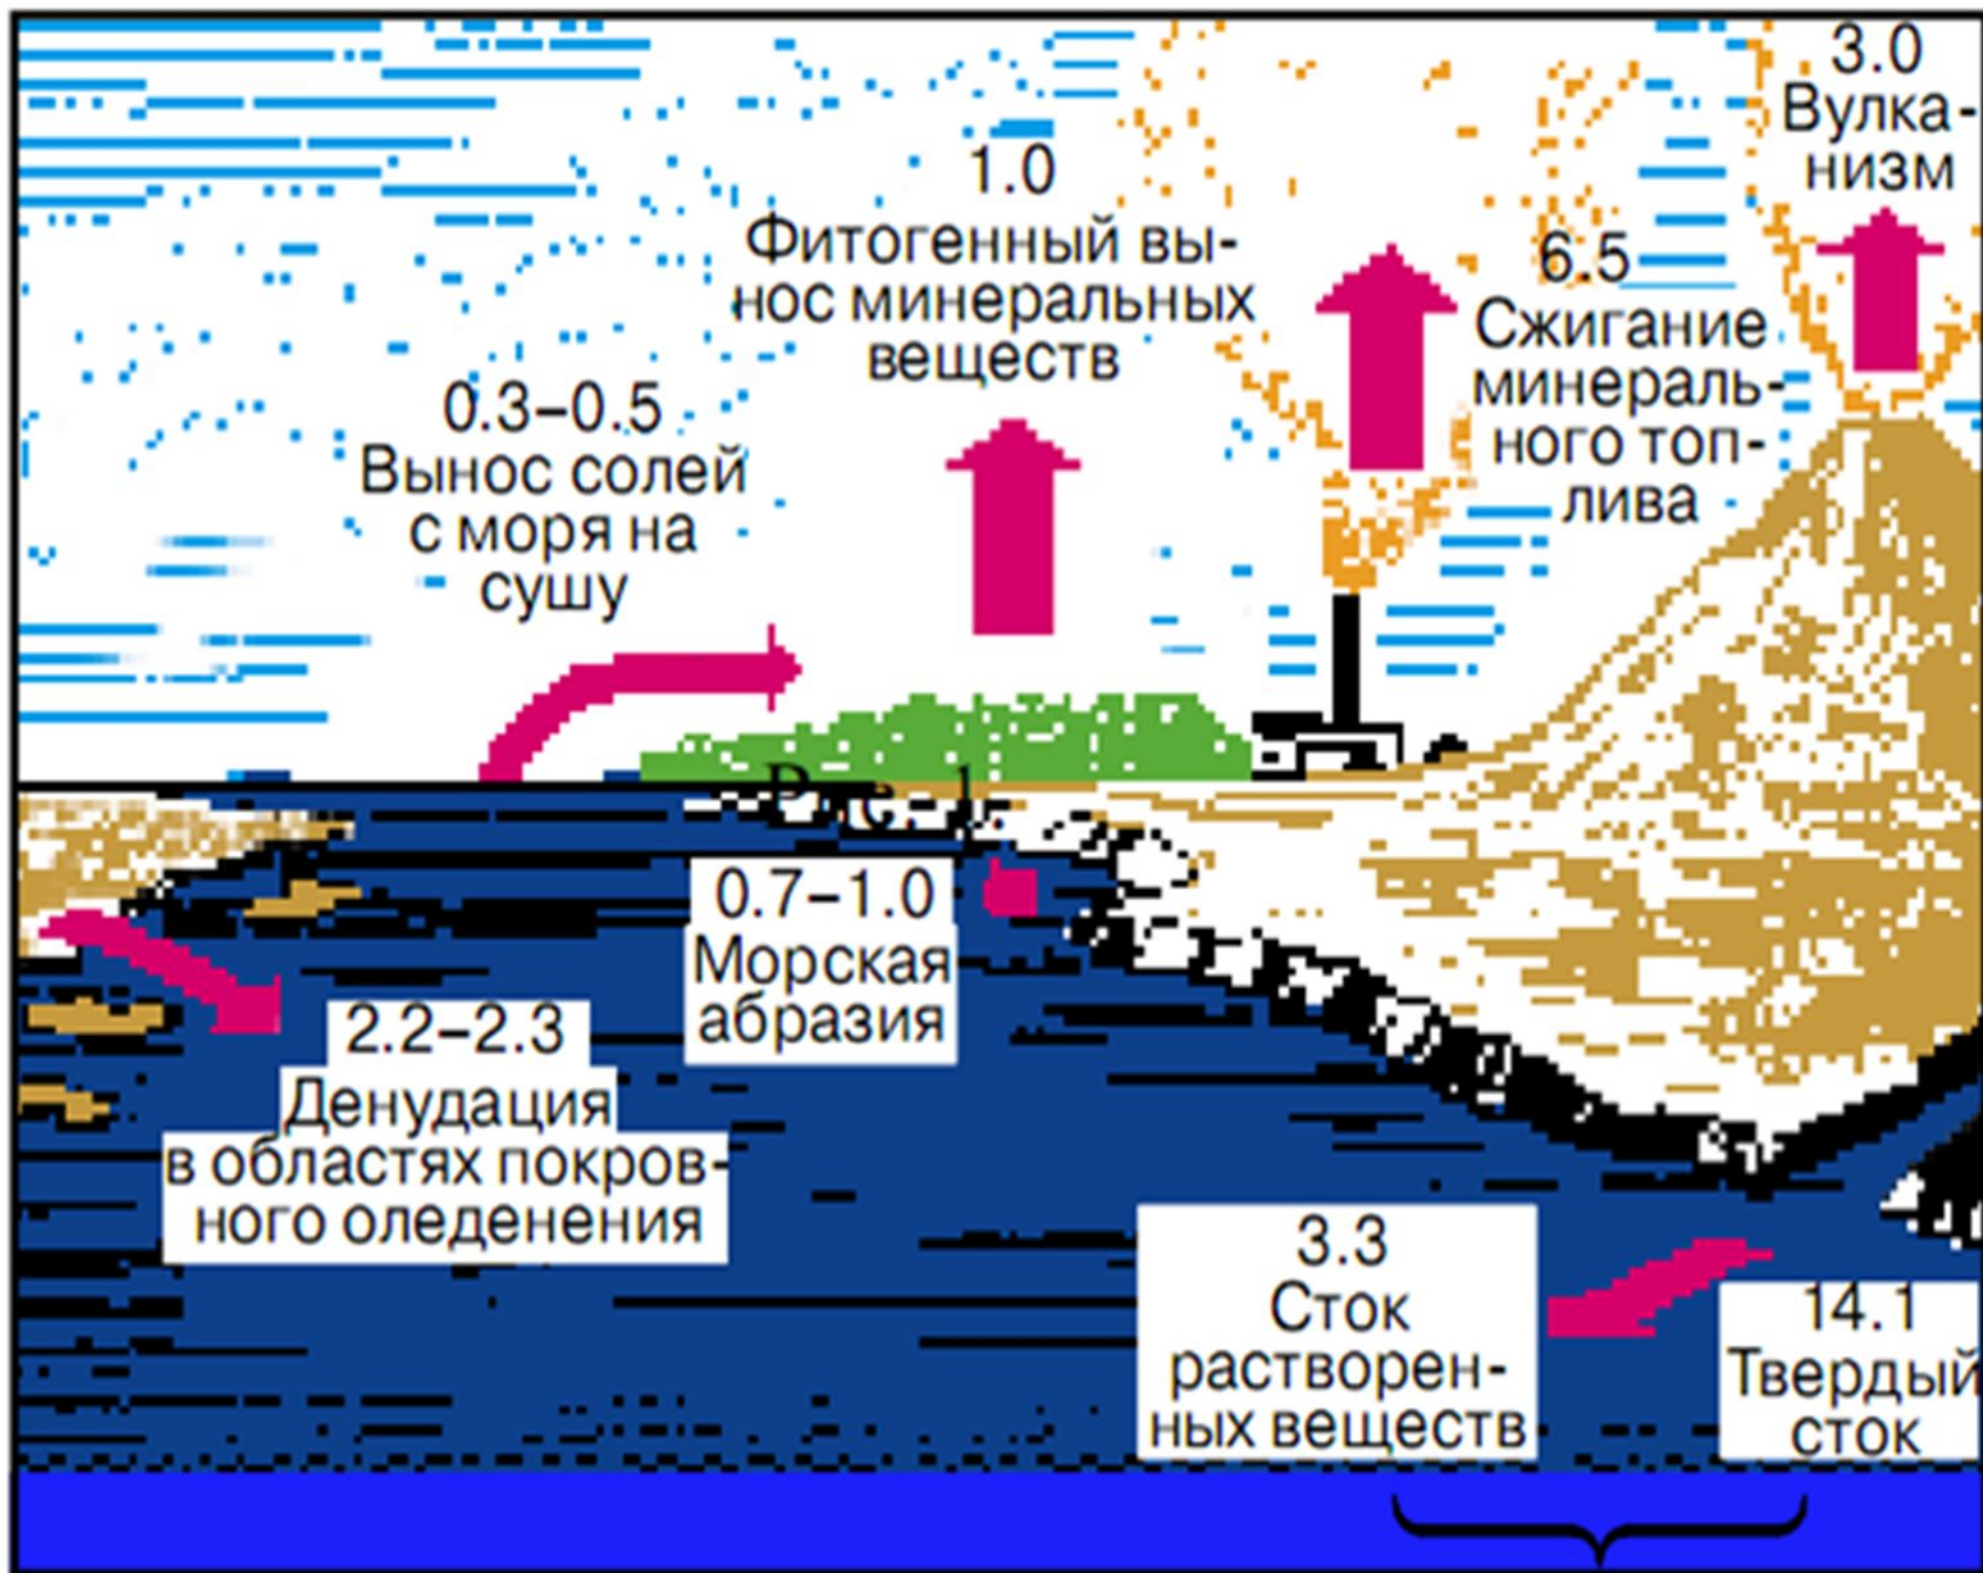 3.0
Вулка-
низм
1.0
Фитогенный вы-
нос минеральных
веществ
6.5
Сжигание
минераль-
ного топ-
лива
0.3–0.5
Вынос солей
с моря на
сушу
0.7–1.0
Морская
абразия
2.2–2.3
Денудация
в областях покров-
ного оледенения
3.3
Сток
растворен-
ных веществ
14.1
Твердый
сток